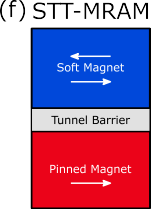 (f) STT-MRAM
Soft Magnet
Tunnel Barrier
Pinned Magnet